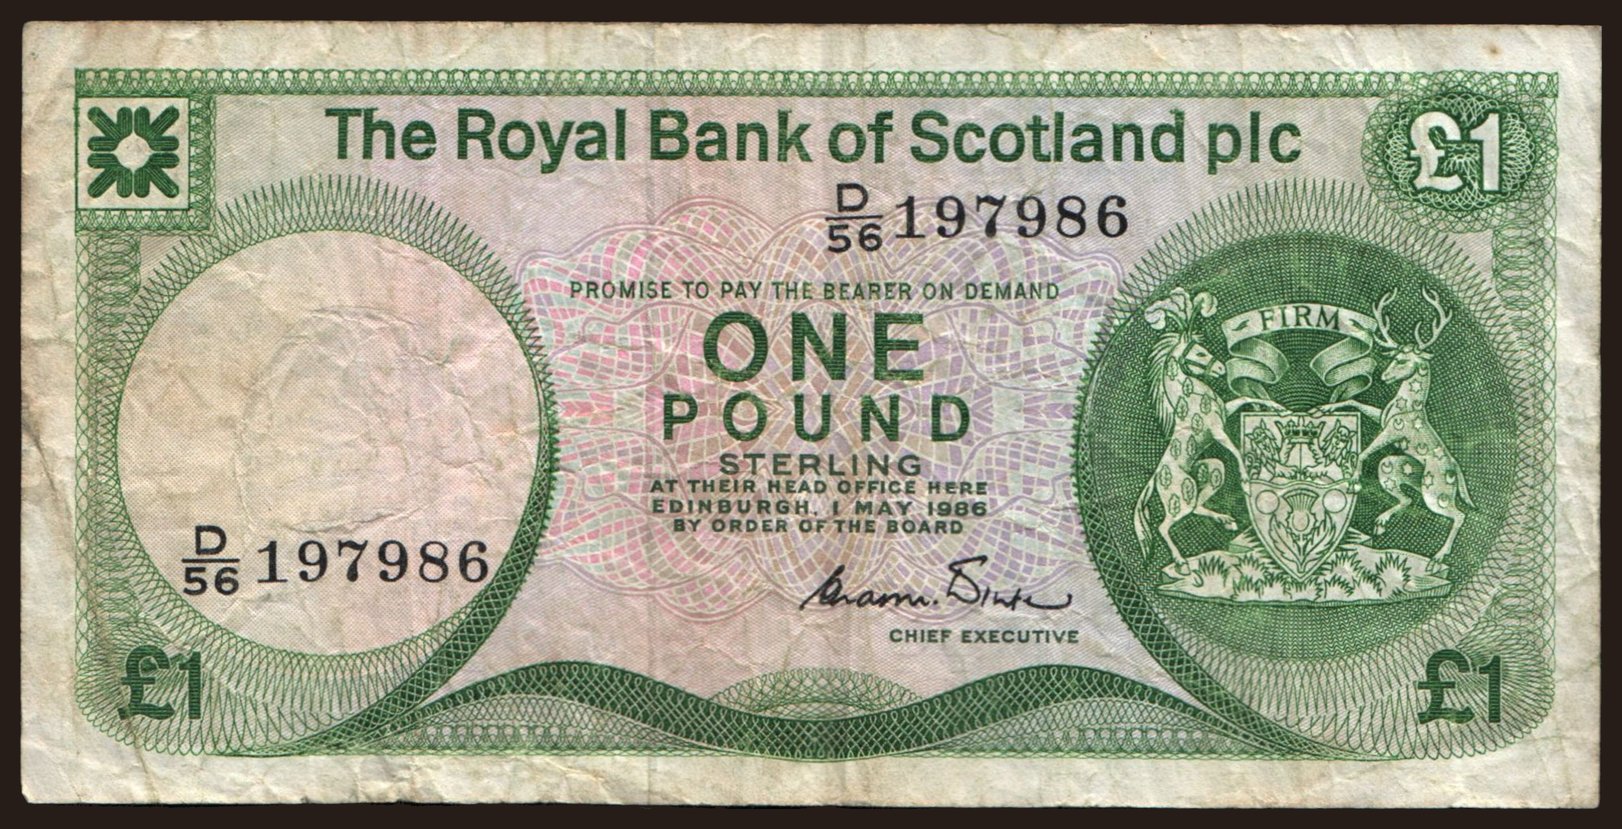 The Royal Bank of Scotland plc
£1
D/56 197986
PROMISE TO PAY THE BEARER ON DEMAND
ONE
POUND
STERLING
AT THEIR HEAD OFFICE HERE
EDINBURGH, 1 MAY 1986
BY ORDER OF THE BOARD
FIRM
D/56 197986
CHIEF EXECUTIVE
£1
£1